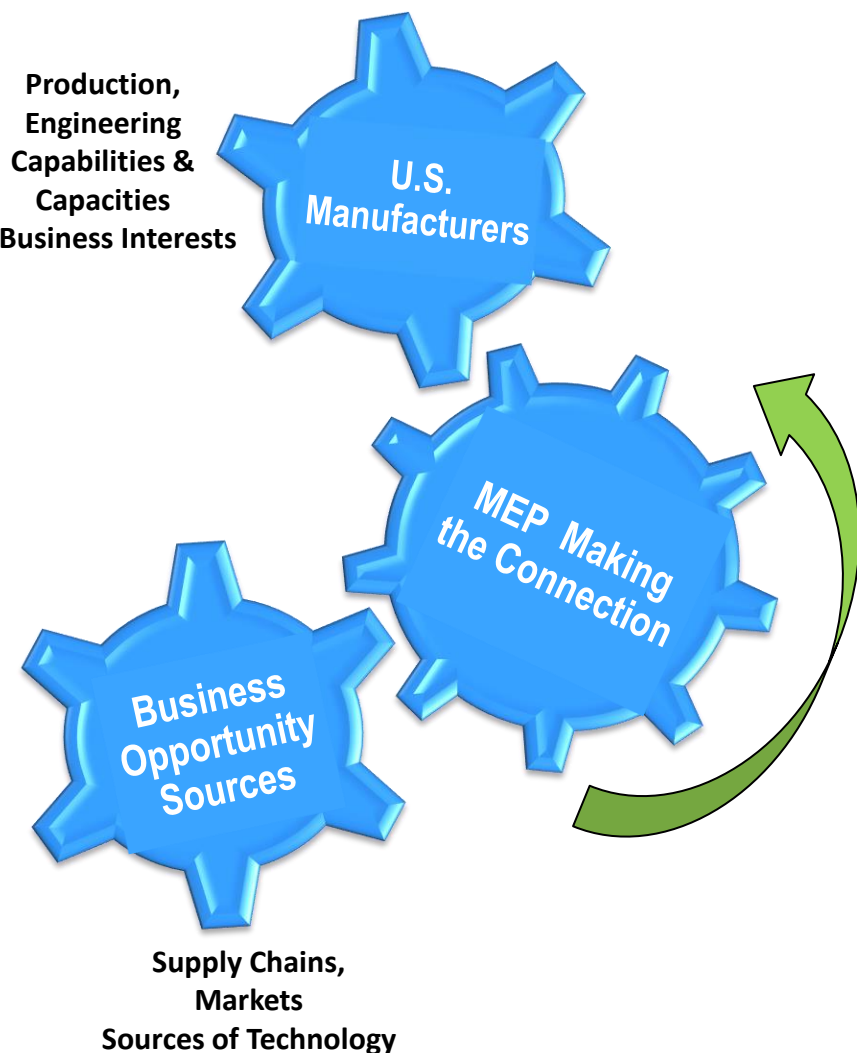 Production,
Engineering
Capabilities &
Capacities
Business Interests
U.S.
Manufacturers
MEP Making
the Connection
Business
Opportunity
Sources
Supply Chains,
Markets
Sources of Technology